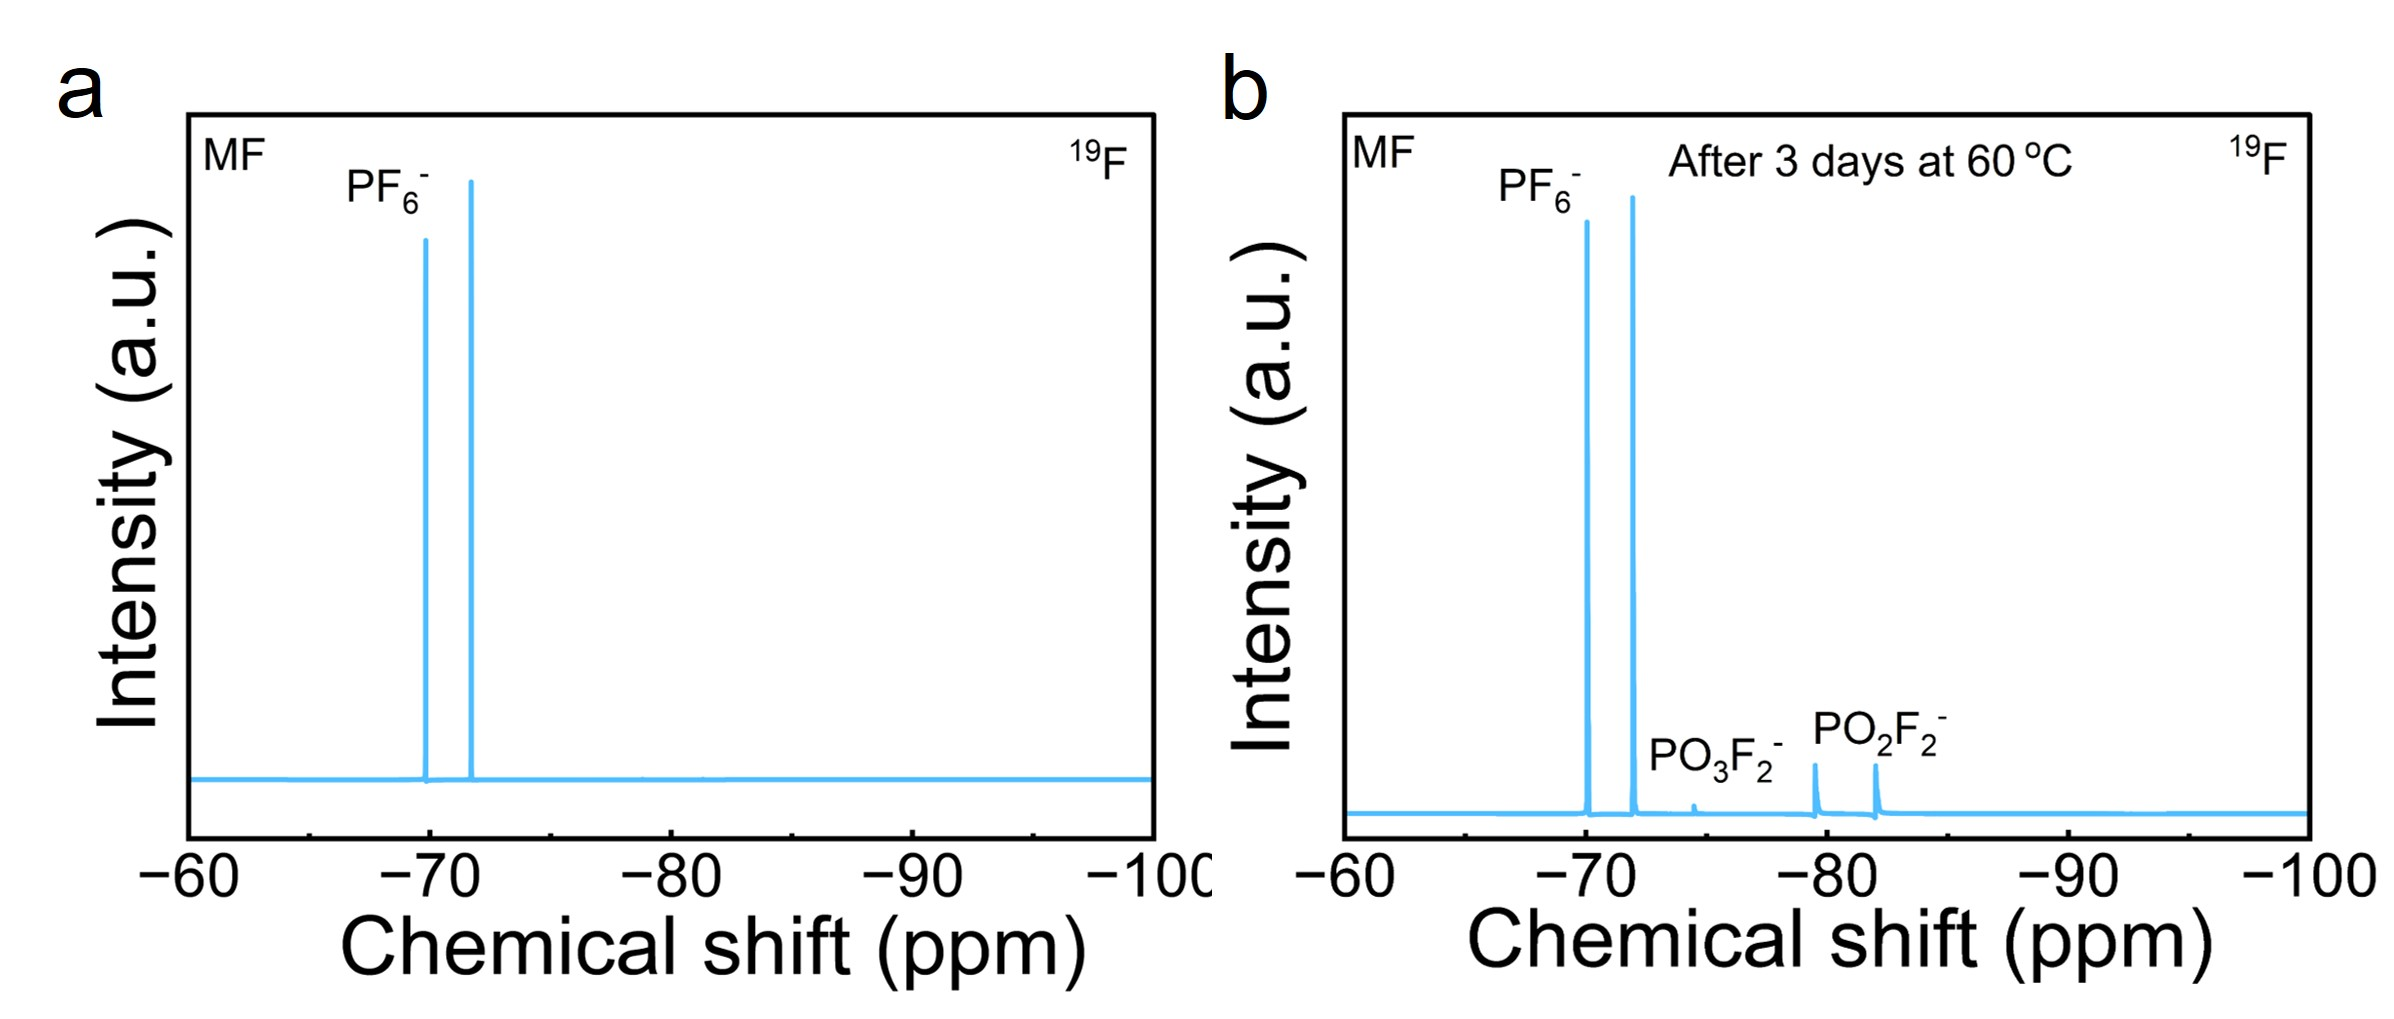 a
MF
PF₆⁻
¹⁹F
Intensity (a.u.)
−60 −70 −80 −90 −100
Chemical shift (ppm)
b
MF
PF₆⁻
After 3 days at 60 ᵒC
¹⁹F
PO₃F₂⁻
PO₂F₂⁻
Intensity (a.u.)
−60 −70 −80 −90 −100
Chemical shift (ppm)